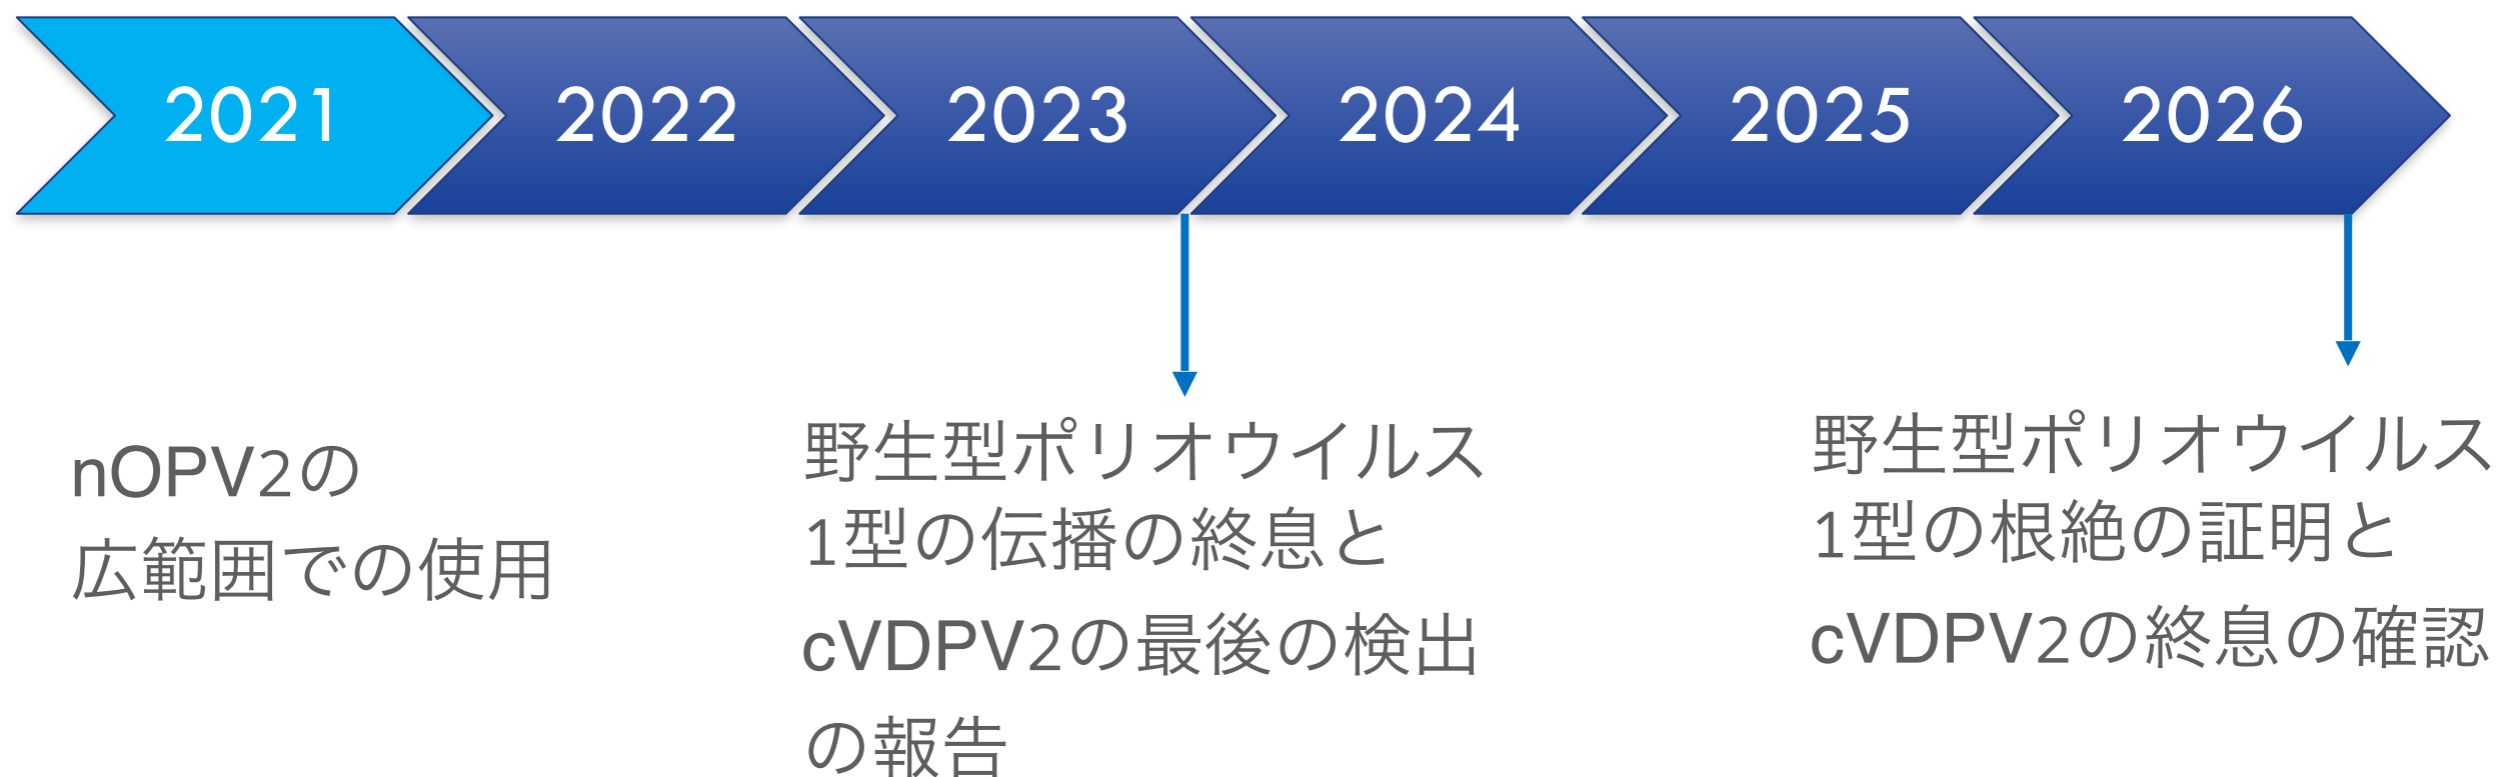 2021 2022 2023 2024 2025 2026
nOPV2の
広範囲での使用
野生型ポリオウイルス
1型の伝播の終息と
cVDPV2の最後の検出
の報告
野生型ポリオウイルス
1型の根絶の証明と
cVDPV2の終息の確認